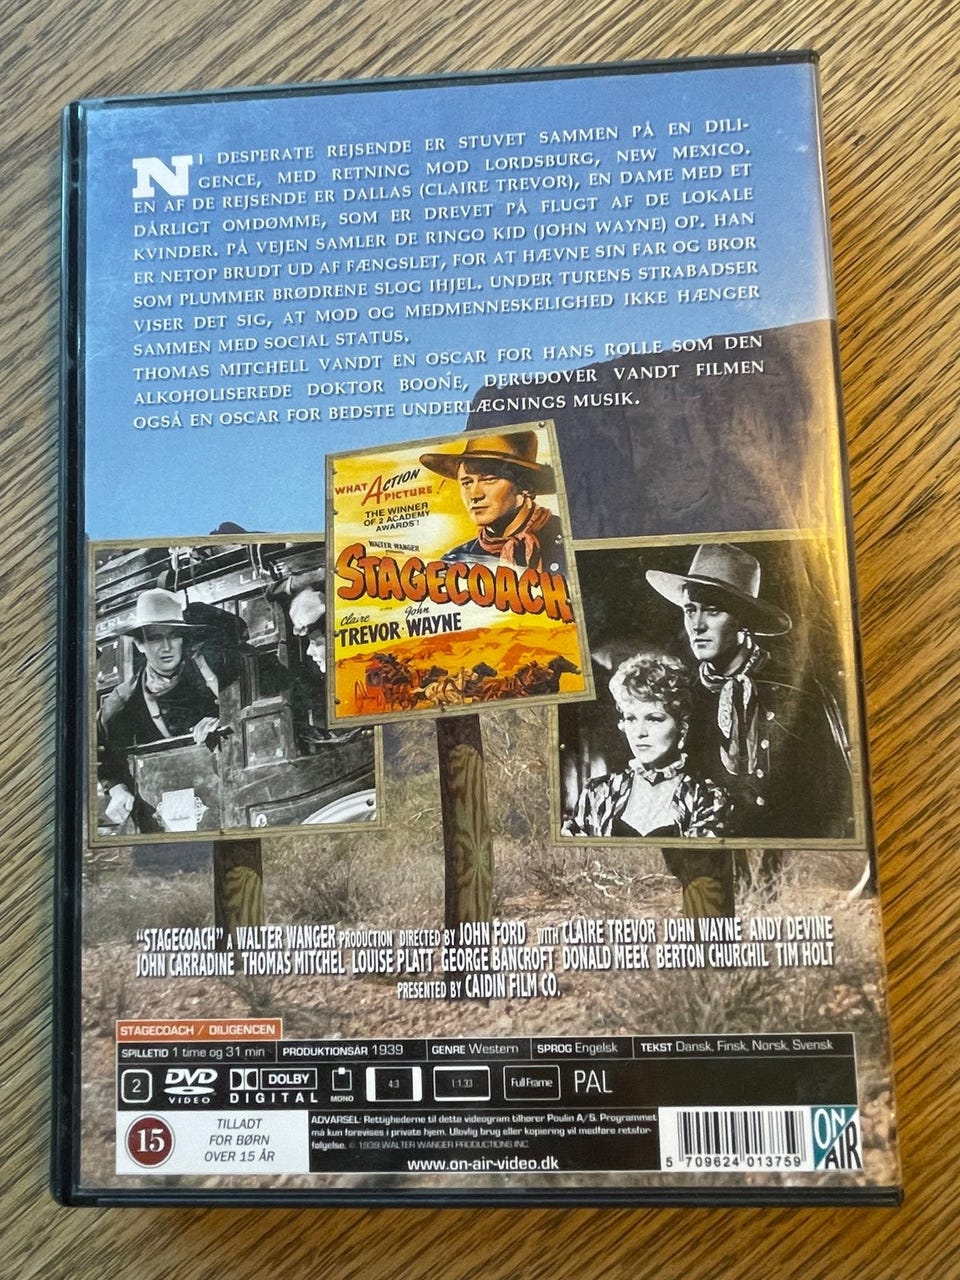 NI DESPERATE REJSENDE ER STUVET SAMMEN PÅ EN DILI-
GENCE, MED RETNING MOD LORDSBURG, NEW MEXICO.
EN AF DE REJSENDE ER DALLAS (CLAIRE TREVOR), EN DAME MED ET
DÅRLIGT OMDØMME, SOM ER DREVET PÅ FLUGT AF DE LOKALE
KVINDER. PÅ VEJEN SAMLER DE RINGO KID (JOHN WAYNE) OP. HAN
ER NETOP BRUDT UD AF FÆNGSLET, FOR AT HÆVNE SIN FAR OG BROR
SOM PLUMMER BRØDRENE SLOG IHJEL. UNDER TURENS STRABADSER
VISER DET SIG, AT MOD OG MEDMENNESKELIGHED IKKE HÆNGER
SAMMEN MED SOCIAL STATUS.
THOMAS MITCHELL VANDT EN OSCAR FOR HANS ROLLE SOM DEN
ALKOHOLISEREDE DOKTOR BOONE, DERUDOVER VANDT FILMEN
OGSÅ EN OSCAR FOR BEDSTE UNDERLÆGNINGS MUSIK.
WHAT ACTION PICTURE!
THE WINNER
OF 2 ACADEMY
AWARDS!
WALTER WANGER
STAGECOACH
Claire TREVOR · John WAYNE
LINE
"STAGECOACH" A WALTER WANGER PRODUCTION DIRECTED BY JOHN FORD WITH CLAIRE TREVOR JOHN WAYNE ANDY DEVINE
JOHN CARRADINE THOMAS MITCHEL LOUISE PLATT GEORGE BANCROFT DONALD MEEK BERTON CHURCHIL TIM HOLT
PRESENTED BY CAIDIN FILM CO.
STAGECOACH / DILIGENCEN
SPILLETID 1 time og 31 min PRODUKTIONSÅR 1939 GENRE Western SPROG Engelsk TEKST Dansk, Finsk, Norsk, Svensk
2 DVD VIDEO DOLBY DIGITAL MONO 4:3 1:1.33 Full Frame PAL
15
TILLADT
FOR BØRN
OVER 15 ÅR
ADVARSEL: Rettighederne til dette videogram tilhører Poulin A/S. Programmet
må kun forevises i private hjem. Ulovlig brug eller kopiering vil medføre retsfor-
følgelse. © 1939 WALTER WANGER PRODUCTIONS INC.
www.on-air-video.dk
5 709624 013759
ON AIR